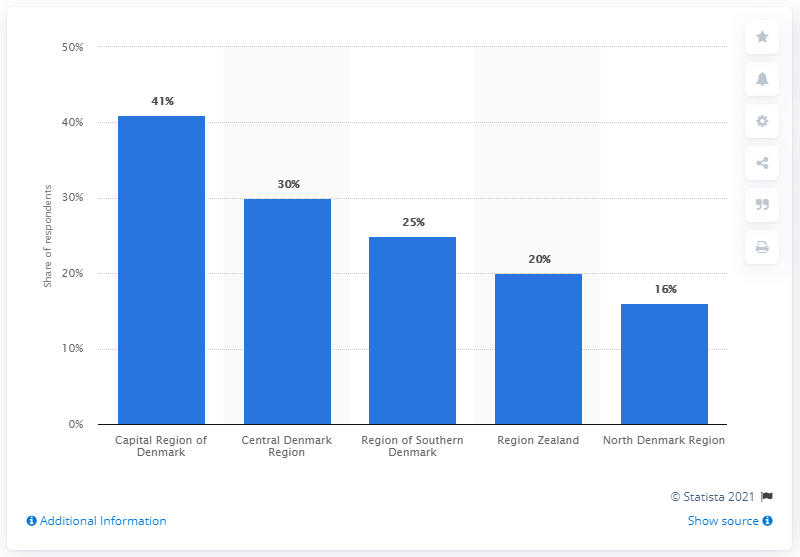 50%
40%
30%
20%
10%
0%
Share of respondents
41%
30%
25%
20%
16%
Capital Region of
Denmark
Central Denmark
Region
Region of Southern
Denmark
Region Zealand
North Denmark Region
© Statista 2021
Additional Information
Show source